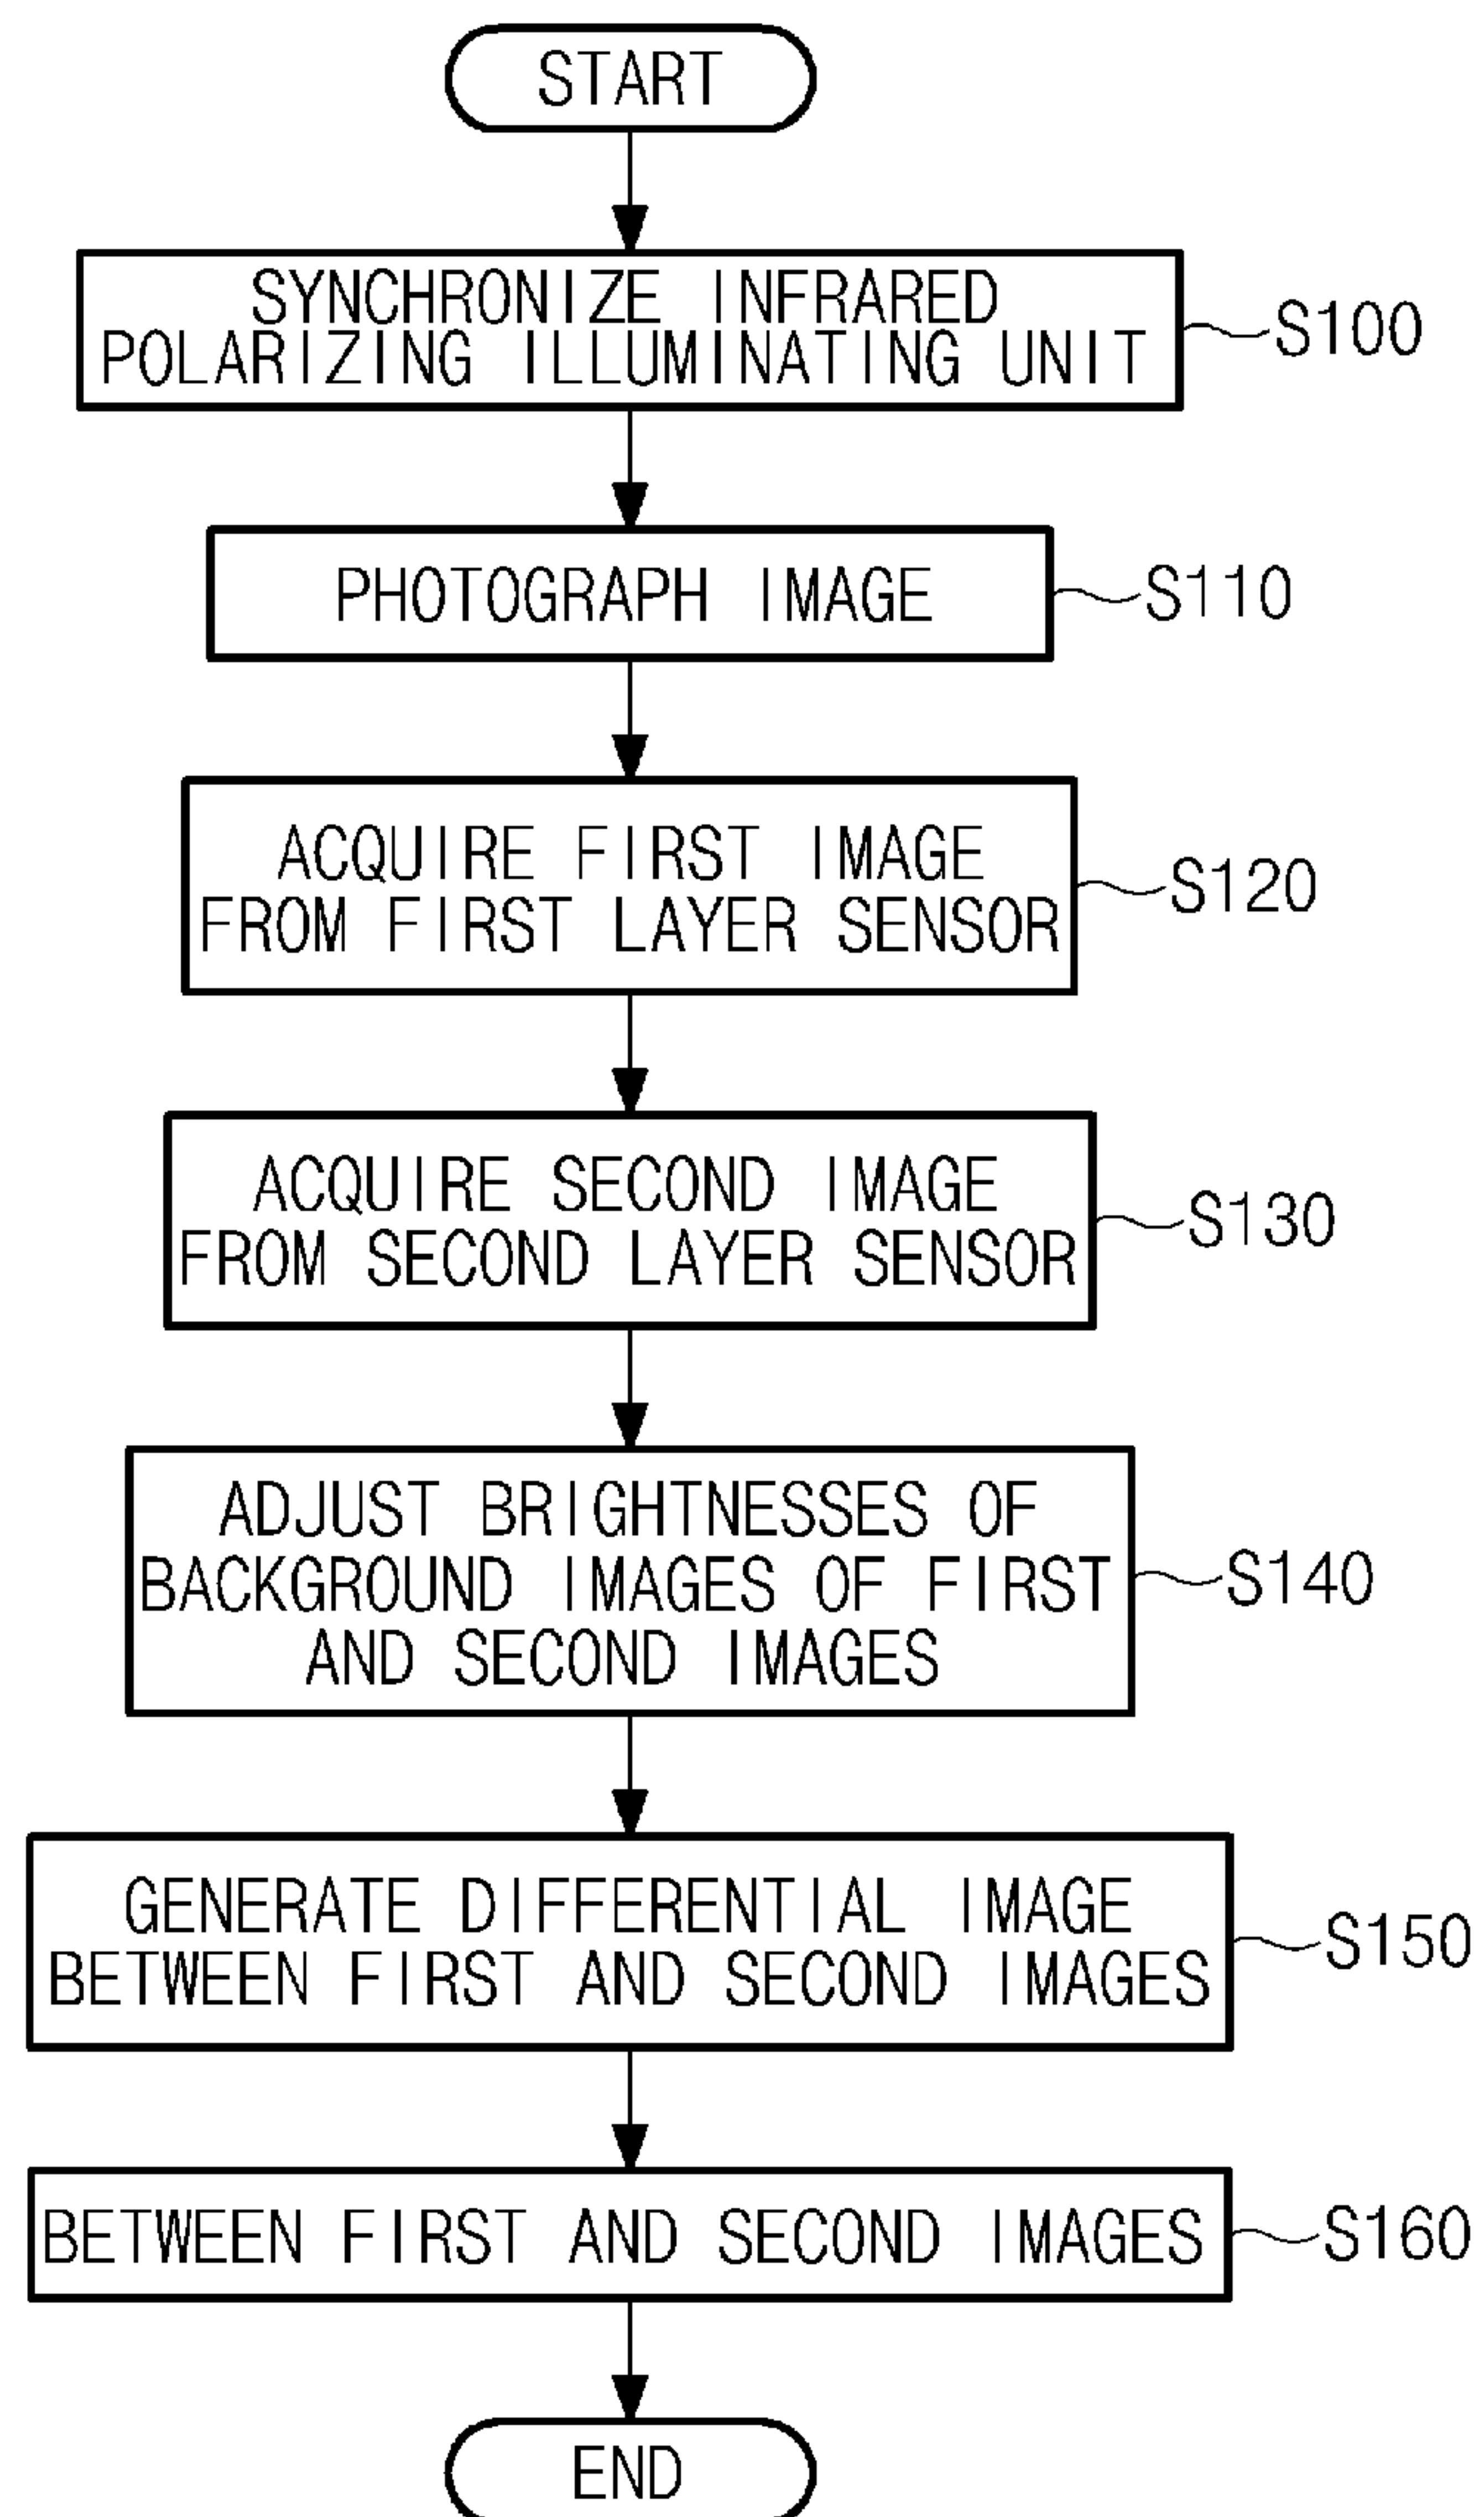 START
SYNCHRONIZE INFRARED
POLARIZING ILLUMINATING UNIT
S100
PHOTOGRAPH IMAGE
S110
ACQUIRE FIRST IMAGE
FROM FIRST LAYER SENSOR
S120
ACQUIRE SECOND IMAGE
FROM SECOND LAYER SENSOR
S130
ADJUST BRIGHTNESSES OF
BACKGROUND IMAGES OF FIRST
AND SECOND IMAGES
S140
GENERATE DIFFERENTIAL IMAGE
BETWEEN FIRST AND SECOND IMAGES
S150
BETWEEN FIRST AND SECOND IMAGES
S160
END